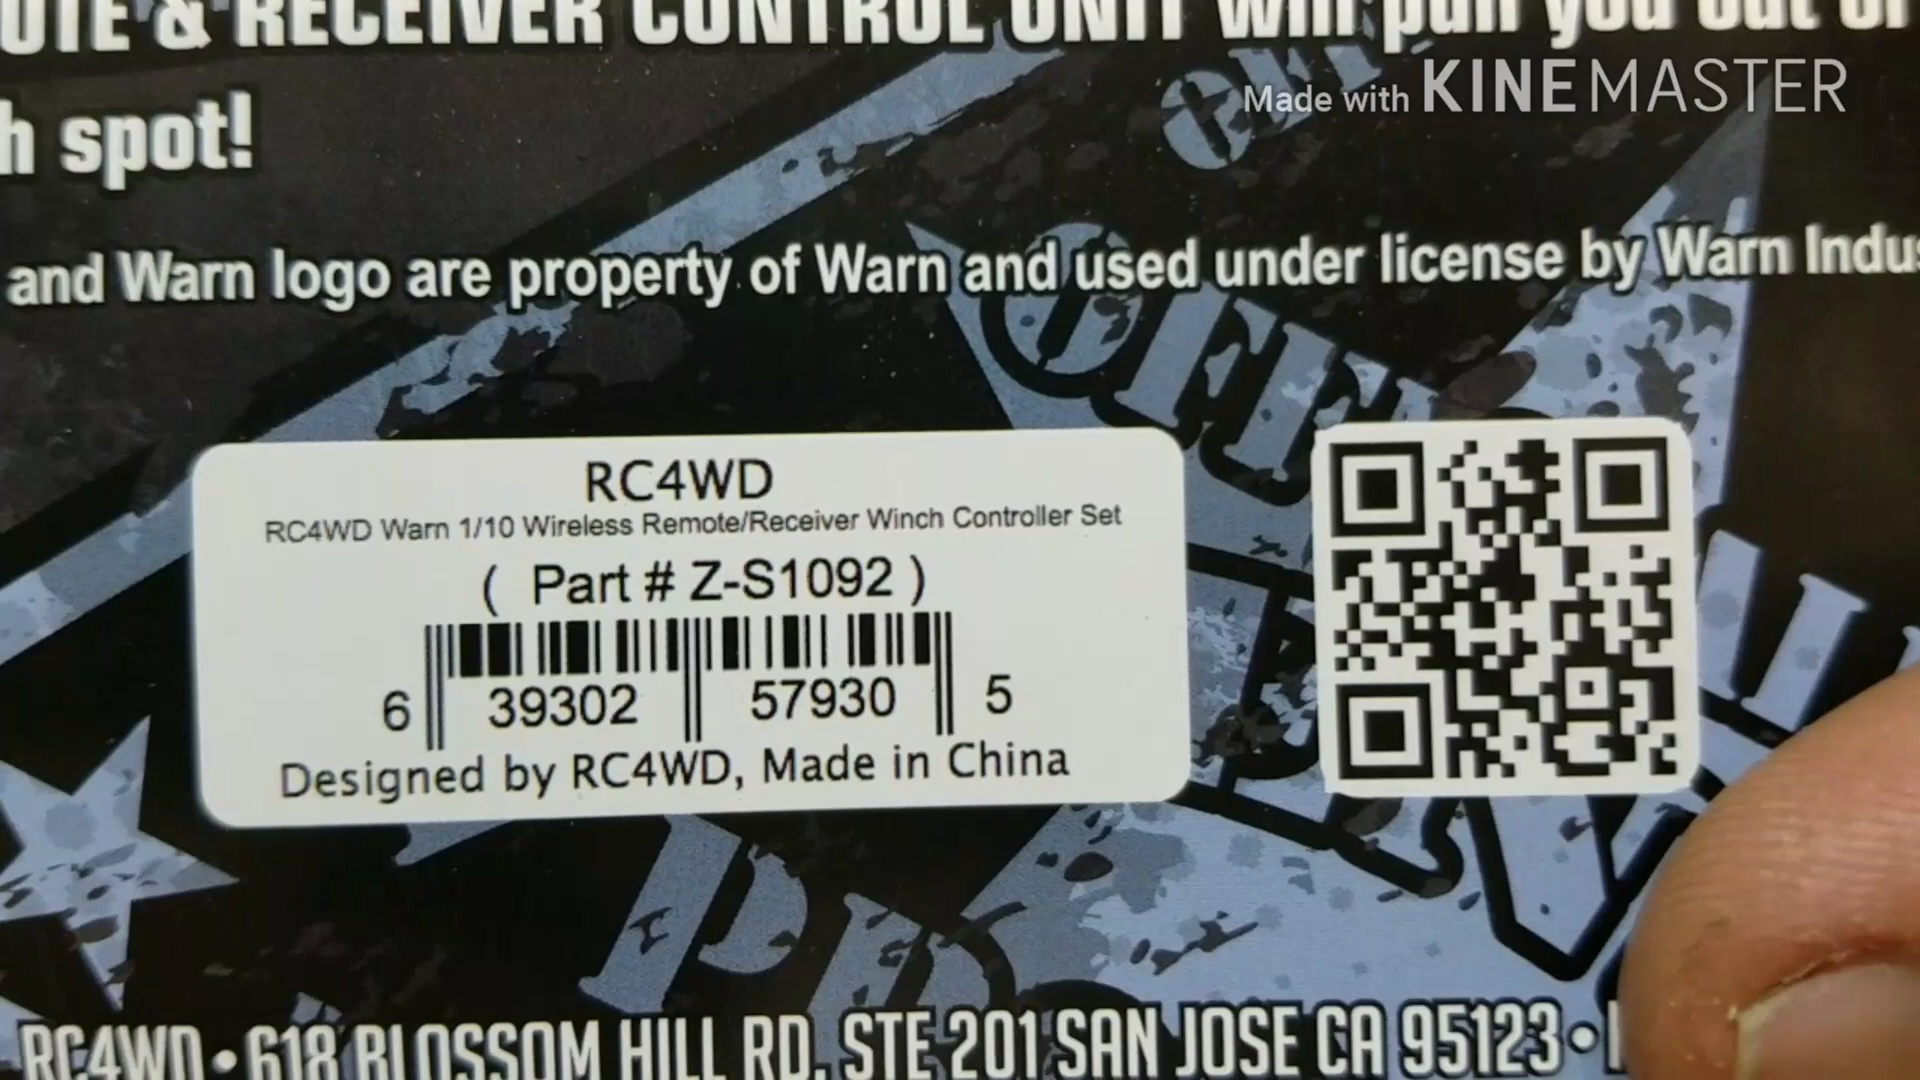 & RECEIVER CONTROL UNIT will pull you out of
Made with KINEMASTER
spot!
and Warn logo are property of Warn and used under license by Warn
RC4WD
RC4WD Warn 1/10 Wireless Remote/Receiver Winch Controller Set
( Part # Z-S1092 )
6 39302 57930 5
Designed by RC4WD, Made in China
RC4WD • 618 BLOSSOM HILL RD. STE 201 SAN JOSE CA 95123 •